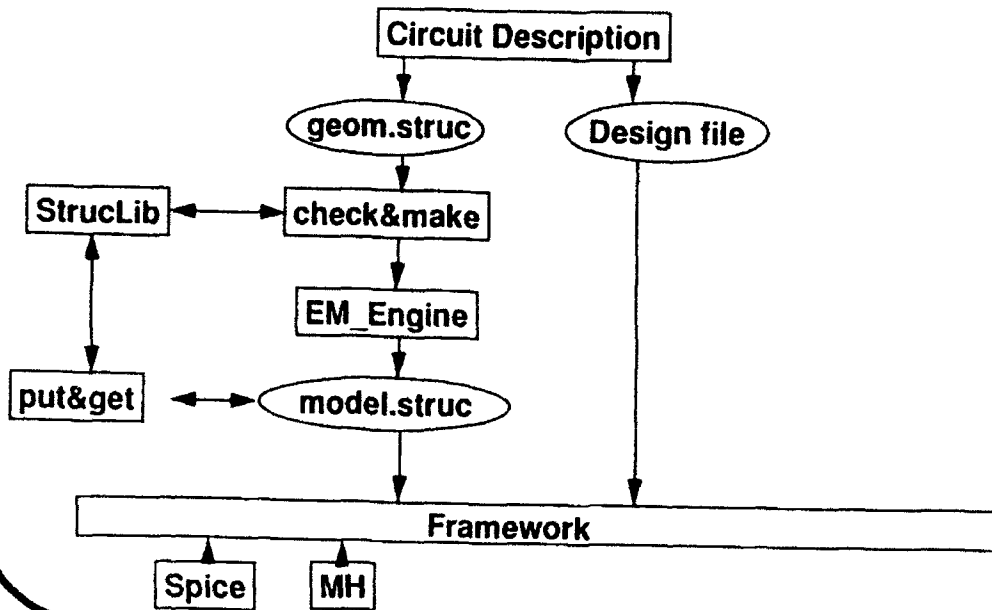 Circuit Description
geom.struc
Design file
StrucLib
check&make
EM_Engine
put&get
model.struc
Framework
Spice
MH